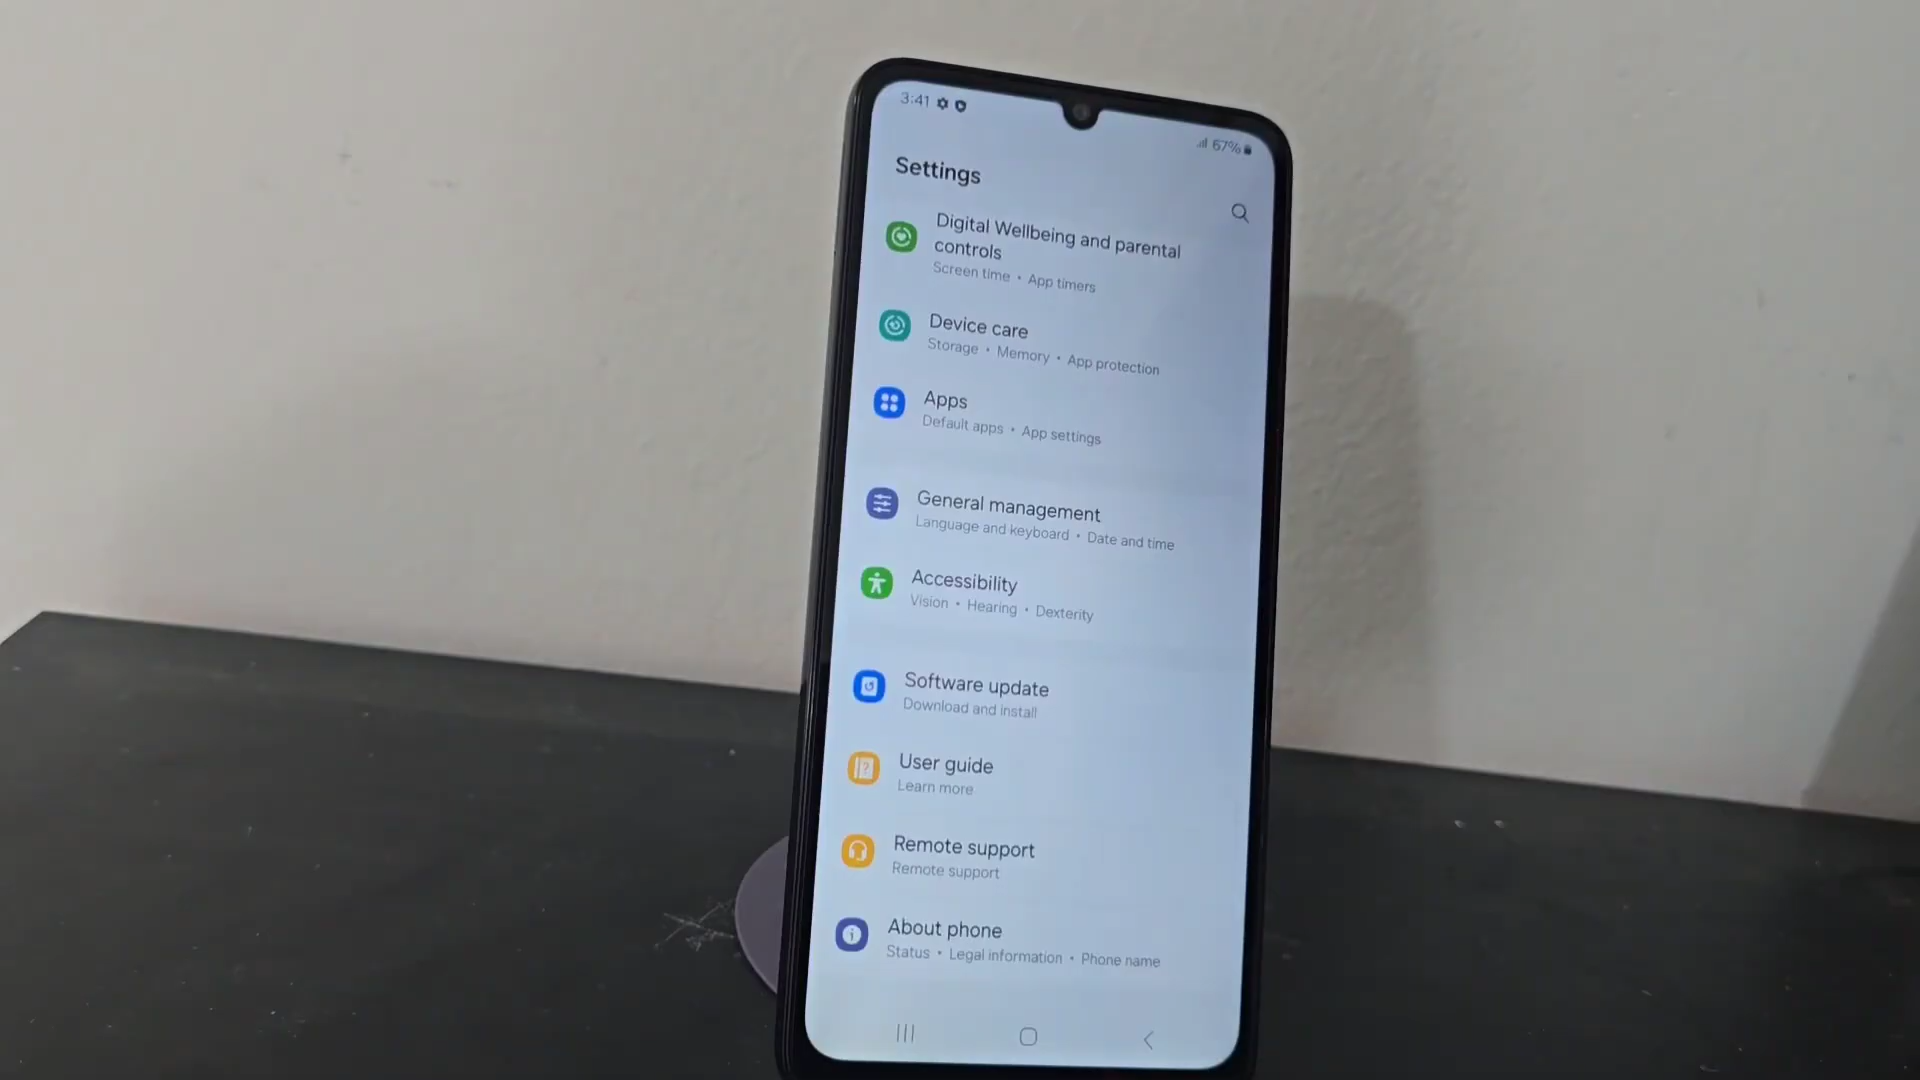 3:41
67%
Settings
Digital Wellbeing and parental
controls
Screen time • App timers
Device care
Storage • Memory • App protection
Apps
Default apps • App settings
General management
Language and keyboard • Date and time
Accessibility
Vision • Hearing • Dexterity
Software update
Download and install
User guide
Learn more
Remote support
Remote support
About phone
Status • Legal information • Phone name